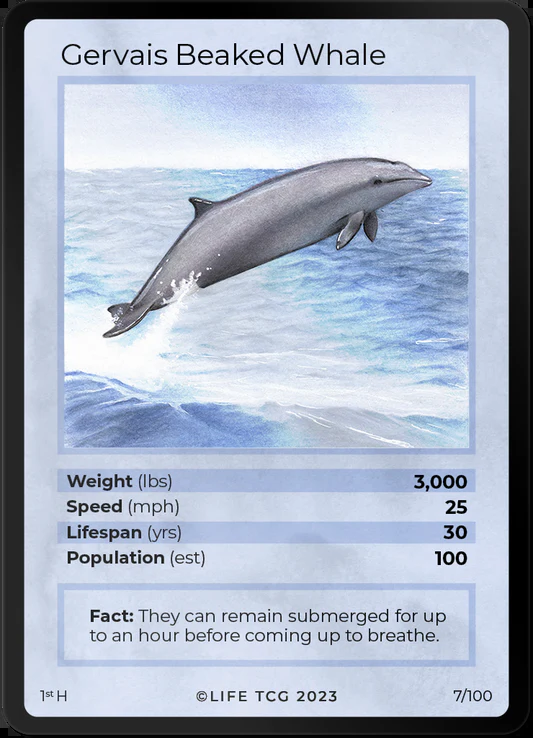 Gervais Beaked Whale
Weight (lbs) 3,000
Speed (mph) 25
Lifespan (yrs) 30
Population (est) 100
Fact: They can remain submerged for up
to an hour before coming up to breathe.
1st H ©LIFE TCG 2023 7/100